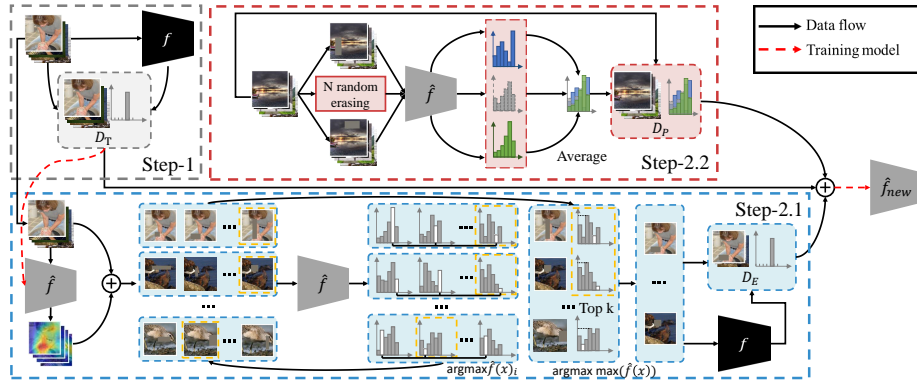 f
D_T
Step-1
N random
erasing
f̂
Average
D_P
Step-2.2
Data flow
Training model
f̂_new
Step-2.1
f̂
f̂
argmaxf(x)_i
Top k
argmax max(f̂(x))
f
D_E